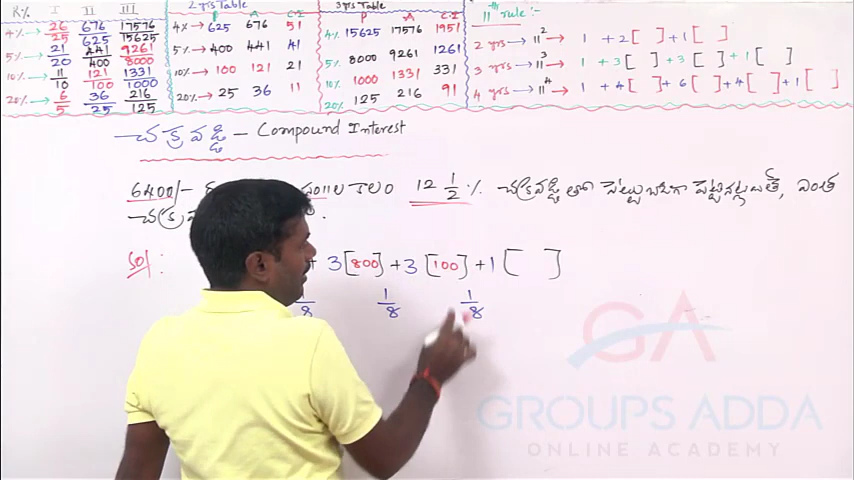 R% I II III
4% → 26/25 676/625 17576/15625
5% → 21/20 441/400 9261/8000
10% → 11/10 121/100 1331/1000
20% → 6/5 36/25 216/125
2 yrs Table
P A C.I
4% → 625 676 51
5% → 400 441 41
10% → 100 121 21
20% → 25 36 11
3 yrs Table
P A C.I
4% 15625 17576 1951
5% 8000 9261 1261
10% 1000 1331 331
20% 125 216 91
11th rule :-
2 yrs → 11² → 1 + 2[ ] + 1[ ]
3 yrs → 11³ → 1 + 3[ ] + 3[ ] + 1[ ]
4 yrs → 11⁴ → 1 + 4[ ] + 6[ ] + 4[ ] + 1[ ]
చక్రవడ్డి – Compound Interest
6400/- కాలం 12 1/2 % చక్రవడ్డితో ఎంత
Sol: + 3[800] + 3[100] + 1[ ]
1/8 1/8 1/8
GA
GROUPS ADDA
ONLINE ACADEMY